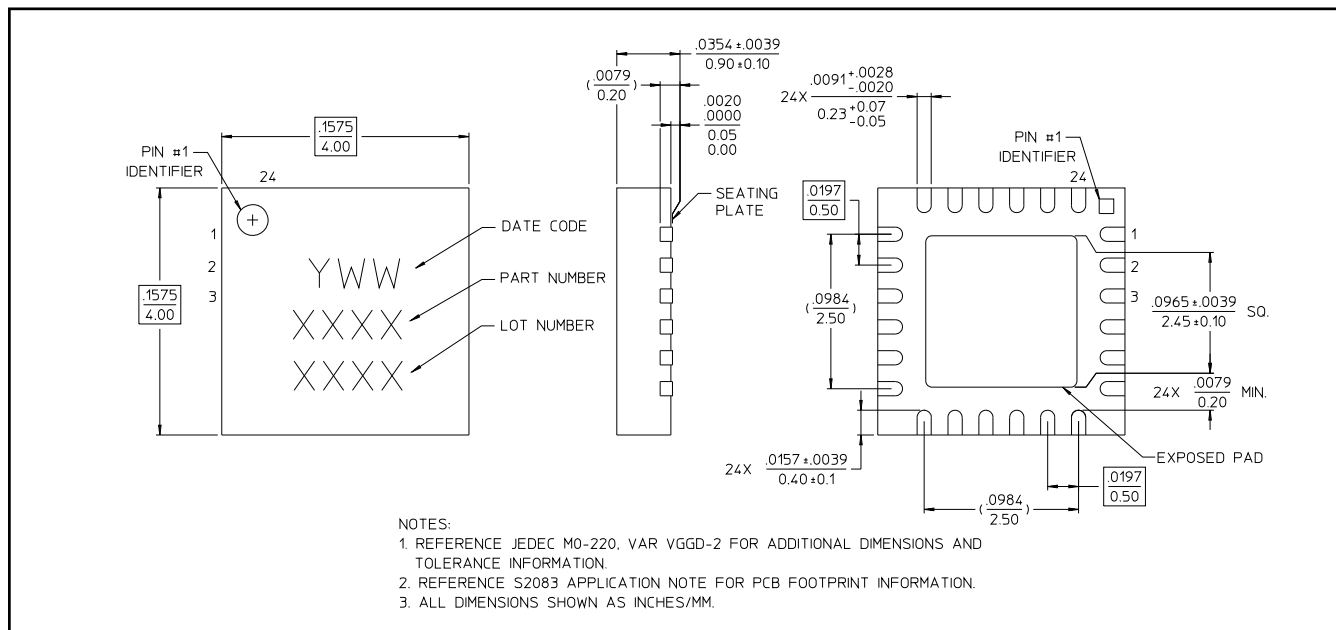 .1575
4.00
PIN #1
IDENTIFIER
24
1
2
3
.1575
4.00
YWW
XXXX
XXXX
DATE CODE
PART NUMBER
LOT NUMBER
.0354 ±.0039
0.90 ±0.10
(.0079)
0.20
.0020
.0000
0.05
0.00
SEATING
PLATE
24X .0091 +.0028
-.0020
0.23 +0.07
-0.05
PIN #1
IDENTIFIER
24
.0197
0.50
1
2
3
(.0984)
2.50
.0965 ±.0039 SQ.
2.45 ±0.10
24X .0079 MIN.
0.20
EXPOSED PAD
24X .0157 ±.0039
0.40 ±0.1
.0197
0.50
(.0984)
2.50
NOTES:
1. REFERENCE JEDEC MO-220, VAR VGGD-2 FOR ADDITIONAL DIMENSIONS AND
TOLERANCE INFORMATION.
2. REFERENCE S2083 APPLICATION NOTE FOR PCB FOOTPRINT INFORMATION.
3. ALL DIMENSIONS SHOWN AS INCHES/MM.